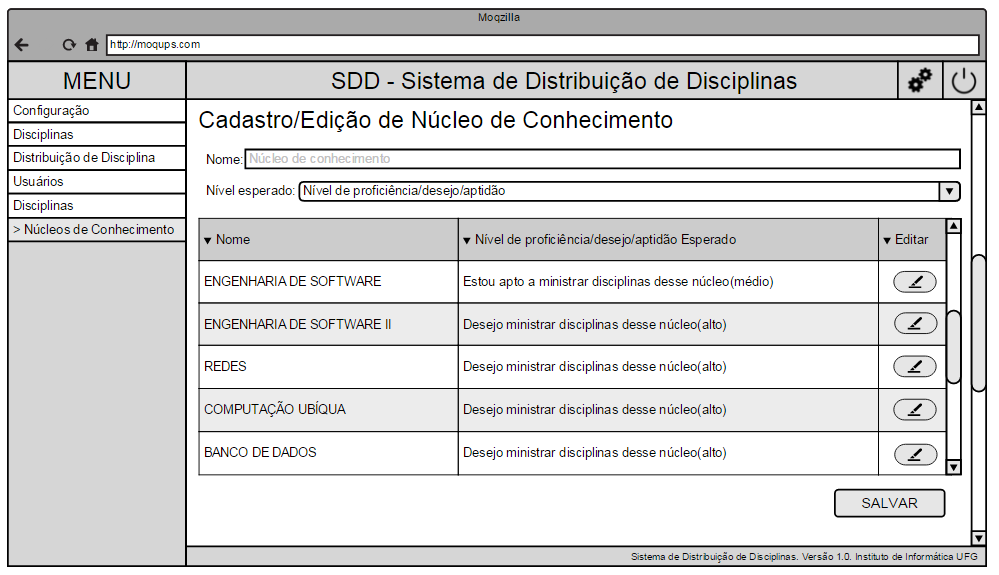 Moqzilla
http://moqups.com
MENU
SDD - Sistema de Distribuição de Disciplinas
Configuração
Disciplinas
Distribuição de Disciplina
Usuários
Disciplinas
> Núcleos de Conhecimento
Cadastro/Edição de Núcleo de Conhecimento
Nome: Núcleo de conhecimento
Nível esperado: Nível de proficiência/desejo/aptidão
▼ Nome ▼ Nível de proficiência/desejo/aptidão Esperado ▼ Editar
ENGENHARIA DE SOFTWARE Estou apto a ministrar disciplinas desse núcleo(médio)
ENGENHARIA DE SOFTWARE II Desejo ministrar disciplinas desse núcleo(alto)
REDES Desejo ministrar disciplinas desse núcleo(alto)
COMPUTAÇÃO UBÍQUA Desejo ministrar disciplinas desse núcleo(alto)
BANCO DE DADOS Desejo ministrar disciplinas desse núcleo(alto)
SALVAR
Sistema de Distribuição de Disciplinas. Versão 1.0. Instituto de Informática UFG